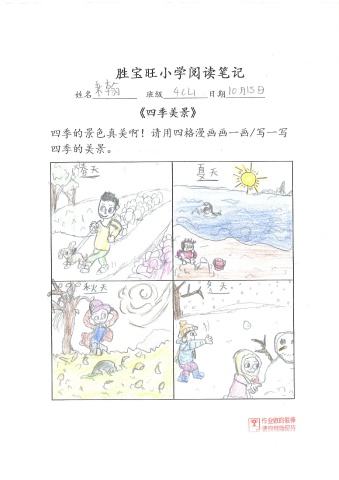 胜宝旺小学阅读笔记
姓名 班级 4CL1 日期 10月15日
《四季美景》
四季的景色真美啊！请用四格漫画画一画/写一写
四季的美景。
春天 夏天
秋天 冬天